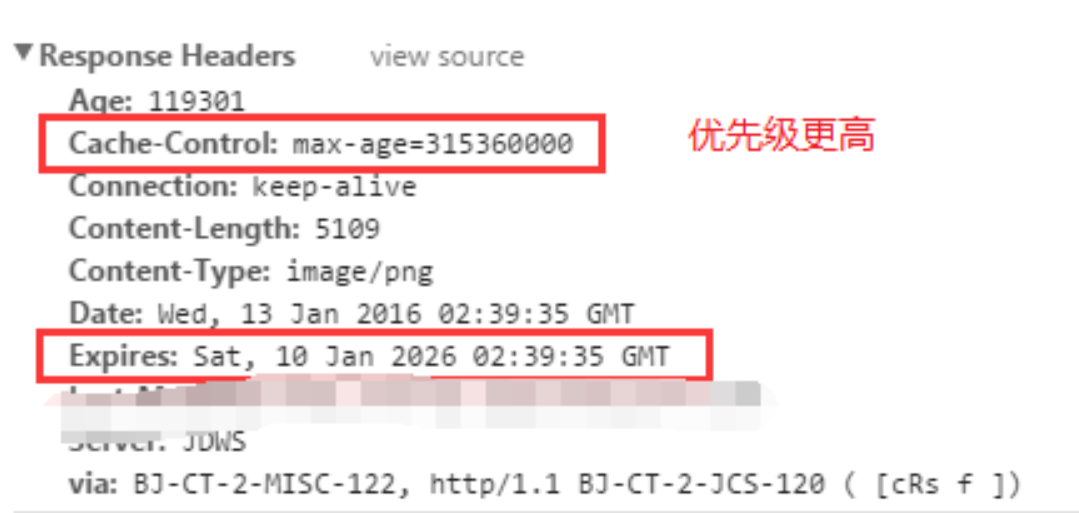 ▼Response Headers view source
Age: 119301
Cache-Control: max-age=315360000 优先级更高
Connection: keep-alive
Content-Length: 5109
Content-Type: image/png
Date: Wed, 13 Jan 2016 02:39:35 GMT
Expires: Sat, 10 Jan 2026 02:39:35 GMT
Server: JDWS
via: BJ-CT-2-MISC-122, http/1.1 BJ-CT-2-JCS-120 ( [cRs f ])